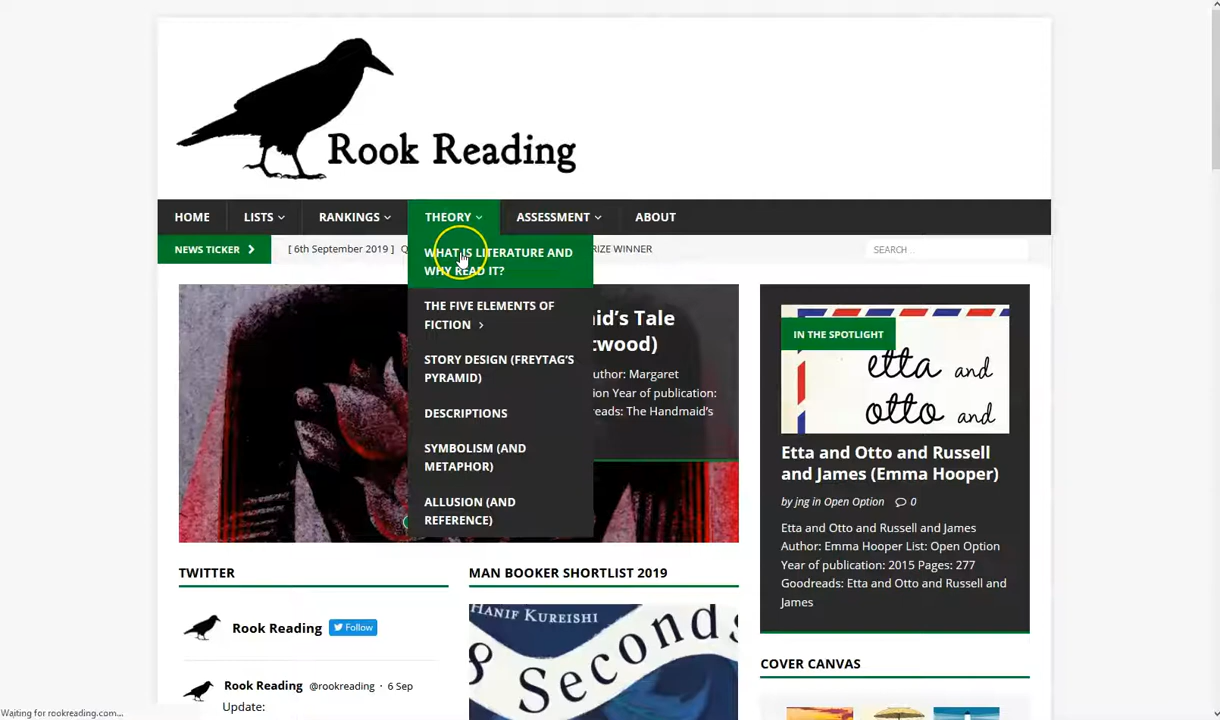 Rook Reading
HOME LISTS RANKINGS THEORY ASSESSMENT ABOUT
NEWS TICKER [ 6th September 2019 ] RIZE WINNER SEARCH …
WHAT IS LITERATURE AND
WHY READ IT?
THE FIVE ELEMENTS OF
FICTION
STORY DESIGN (FREYTAG'S
PYRAMID)
DESCRIPTIONS
SYMBOLISM (AND
METAPHOR)
ALLUSION (AND
REFERENCE)
aid's Tale
twood)
uthor: Margaret
ion Year of publication:
reads: The Handmaid's
IN THE SPOTLIGHT
etta and
otto and
Etta and Otto and Russell
and James (Emma Hooper)
by jng in Open Option 0
Etta and Otto and Russell and James
Author: Emma Hooper List: Open Option
Year of publication: 2015 Pages: 277
Goodreads: Etta and Otto and Russell and
James
TWITTER
Rook Reading Follow
Rook Reading @rookreading · 6 Sep
Update:
MAN BOOKER SHORTLIST 2019
HANIF KUREISHI
Seconds
COVER CANVAS
Waiting for rookreading.com...